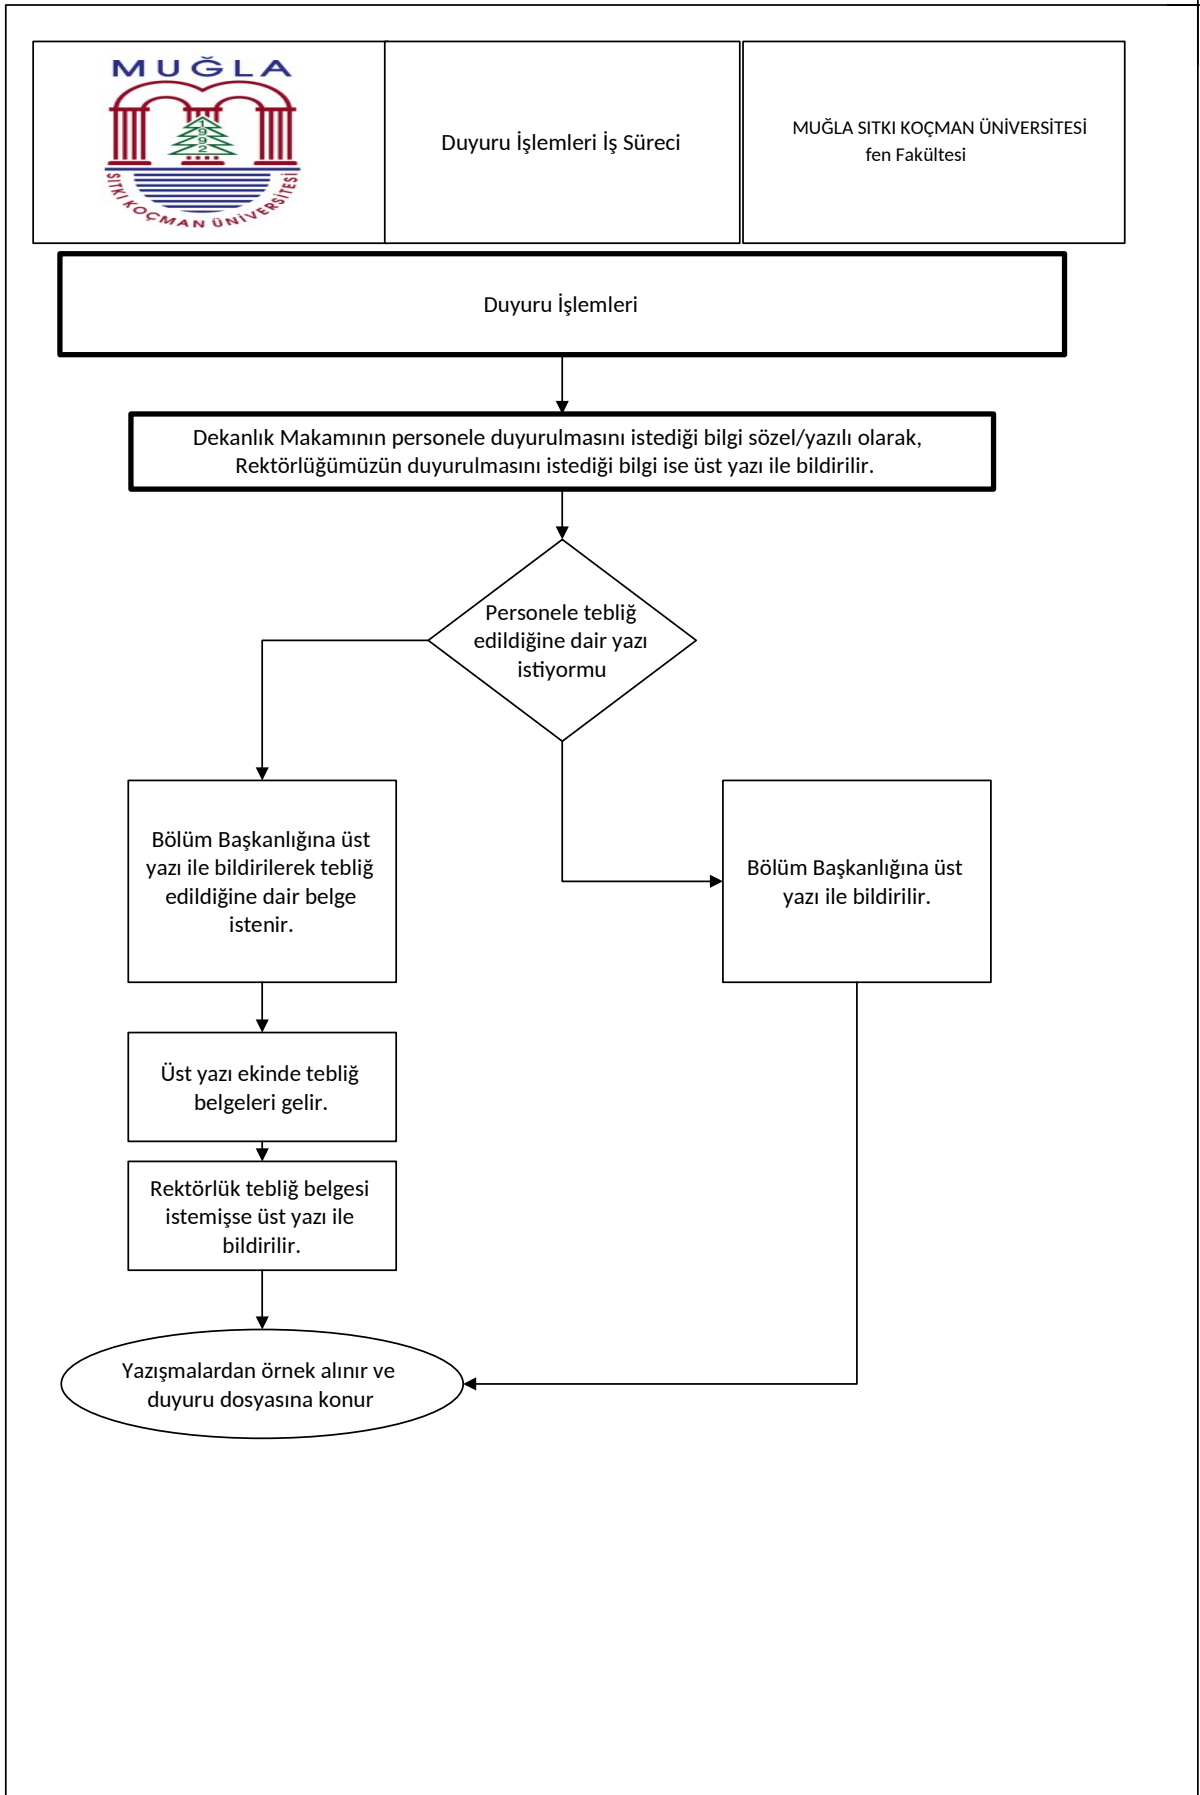 MUĞLA
1992
SITKI KOÇMAN ÜNİVERSİTESİ
Duyuru İşlemleri İş Süreci
MUĞLA SITKI KOÇMAN ÜNİVERSİTESİ
fen Fakültesi
Duyuru İşlemleri
Dekanlık Makamının personele duyurulmasını istediği bilgi sözel/yazılı olarak,
Rektörlüğümüzün duyurulmasını istediği bilgi ise üst yazı ile bildirilir.
Personele tebliğ
edildiğine dair yazı
istiyormu
Bölüm Başkanlığına üst
yazı ile bildirilerek tebliğ
edildiğine dair belge
istenir.
Bölüm Başkanlığına üst
yazı ile bildirilir.
Üst yazı ekinde tebliğ
belgeleri gelir.
Rektörlük tebliğ belgesi
istemişse üst yazı ile
bildirilir.
Yazışmalardan örnek alınır ve
duyuru dosyasına konur